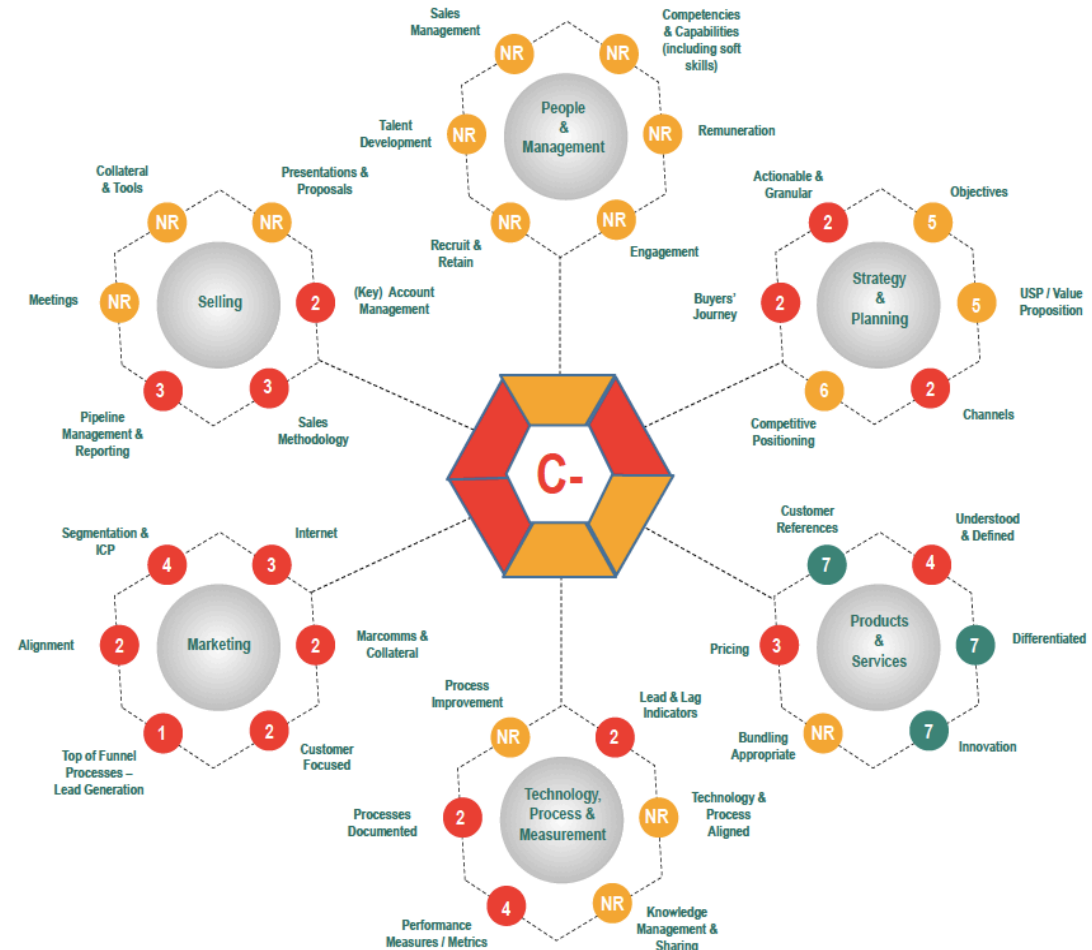 Sales
Management
NR
Competencies
& Capabilities
(including soft
skills)
NR
People
&
Management
Talent
Development
NR
NR
Remuneration
Recruit &
Retain
NR
NR
Engagement
Collateral
& Tools
NR
Presentations &
Proposals
NR
Selling
Meetings
NR
2
(Key) Account
Management
Pipeline
Management &
Reporting
3
3
Sales
Methodology
Actionable &
Granular
2
Objectives
5
Strategy
&
Planning
Buyers'
Journey
2
5
USP / Value
Proposition
Competitive
Positioning
6
2
Channels
C-
Segmentation &
ICP
4
Internet
3
Marketing
Alignment
2
2
Marcomms &
Collateral
Top of Funnel
Processes –
Lead Generation
1
2
Customer
Focused
Customer
References
7
Understood
& Defined
4
Products
&
Services
Pricing
3
7
Differentiated
Bundling
Appropriate
NR
7
Innovation
Process
Improvement
NR
Lead & Lag
Indicators
2
Technology,
Process &
Measurement
Processes
Documented
2
NR
Technology &
Process
Aligned
Performance
Measures / Metrics
4
NR
Knowledge
Management &
Sharing